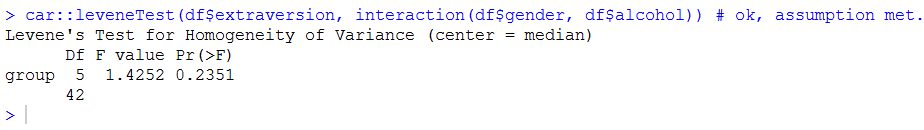 > car::leveneTest(df$extraversion, interaction(df$gender, df$alcohol)) # ok, assumption met.
Levene's Test for Homogeneity of Variance (center = median)
      Df F value Pr(>F)
group  5  1.4252 0.2351
      42
>